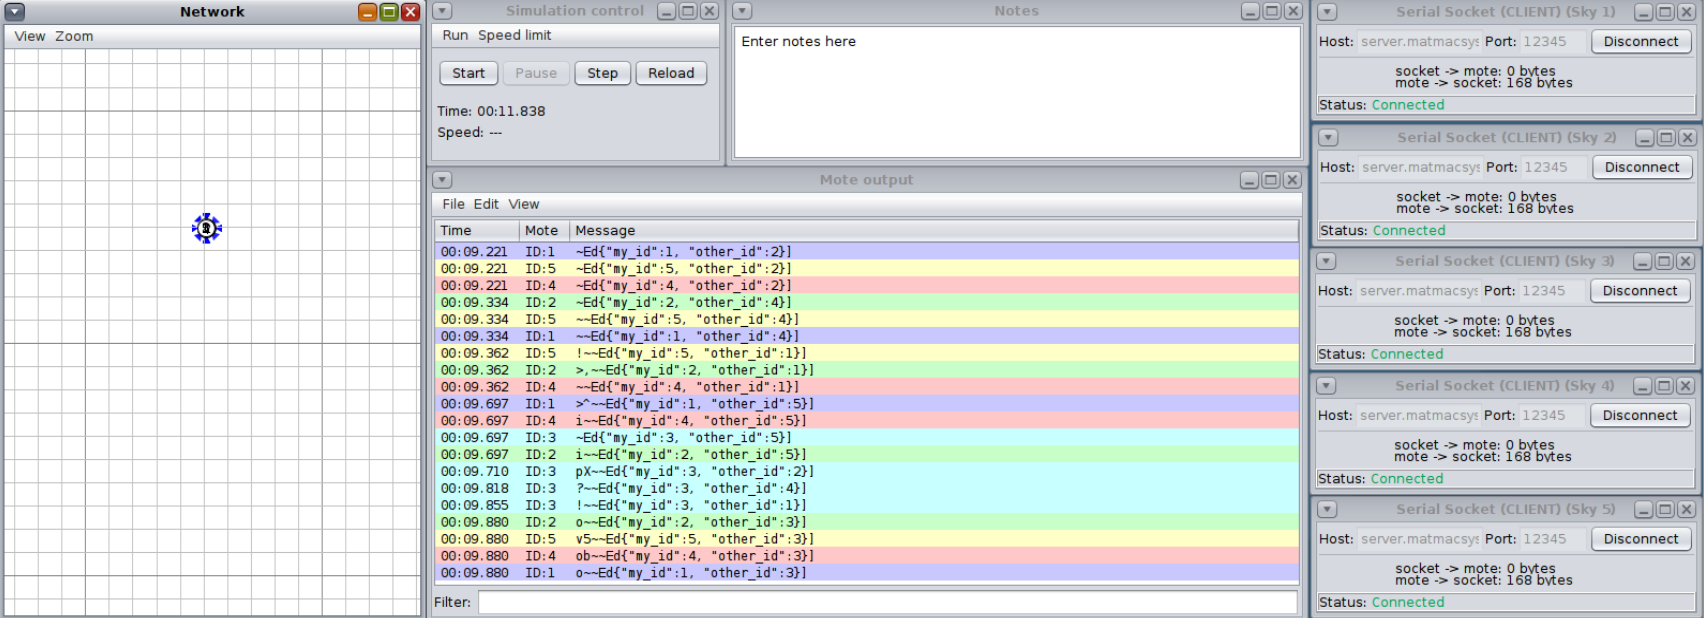 Network
View Zoom
Simulation control
Run Speed limit
Start Pause Step Reload
Time: 00:11.838
Speed: ---
Notes
Enter notes here
Mote output
File Edit View
Time Mote Message
00:09.221 ID:1 ~Ed{"my_id":1, "other_id":2}]
00:09.221 ID:5 ~Ed{"my_id":5, "other_id":2}]
00:09.221 ID:4 ~Ed{"my_id":4, "other_id":2}]
00:09.334 ID:2 ~Ed{"my_id":2, "other_id":4}]
00:09.334 ID:5 ~~Ed{"my_id":5, "other_id":4}]
00:09.334 ID:1 ~~Ed{"my_id":1, "other_id":4}]
00:09.362 ID:5 !~~Ed{"my_id":5, "other_id":1}]
00:09.362 ID:2 >,~~Ed{"my_id":2, "other_id":1}]
00:09.362 ID:4 ~~Ed{"my_id":4, "other_id":1}]
00:09.697 ID:1 >^~~Ed{"my_id":1, "other_id":5}]
00:09.697 ID:4 i~~Ed{"my_id":4, "other_id":5}]
00:09.697 ID:3 ~Ed{"my_id":3, "other_id":5}]
00:09.697 ID:2 i~~Ed{"my_id":2, "other_id":5}]
00:09.710 ID:3 pX~~Ed{"my_id":3, "other_id":2}]
00:09.818 ID:3 ?~~Ed{"my_id":3, "other_id":4}]
00:09.855 ID:3 !~~Ed{"my_id":3, "other_id":1}]
00:09.880 ID:2 o~~Ed{"my_id":2, "other_id":3}]
00:09.880 ID:5 v5~~Ed{"my_id":5, "other_id":3}]
00:09.880 ID:4 ob~~Ed{"my_id":4, "other_id":3}]
00:09.880 ID:1 o~~Ed{"my_id":1, "other_id":3}]
Filter:
Serial Socket (CLIENT) (Sky 1)
Host: server.matmacsys Port: 12345 Disconnect
socket -> mote: 0 bytes
mote -> socket: 168 bytes
Status: Connected
Serial Socket (CLIENT) (Sky 2)
Host: server.matmacsys Port: 12345 Disconnect
socket -> mote: 0 bytes
mote -> socket: 168 bytes
Status: Connected
Serial Socket (CLIENT) (Sky 3)
Host: server.matmacsys Port: 12345 Disconnect
socket -> mote: 0 bytes
mote -> socket: 168 bytes
Status: Connected
Serial Socket (CLIENT) (Sky 4)
Host: server.matmacsys Port: 12345 Disconnect
socket -> mote: 0 bytes
mote -> socket: 168 bytes
Status: Connected
Serial Socket (CLIENT) (Sky 5)
Host: server.matmacsys Port: 12345 Disconnect
socket -> mote: 0 bytes
mote -> socket: 168 bytes
Status: Connected